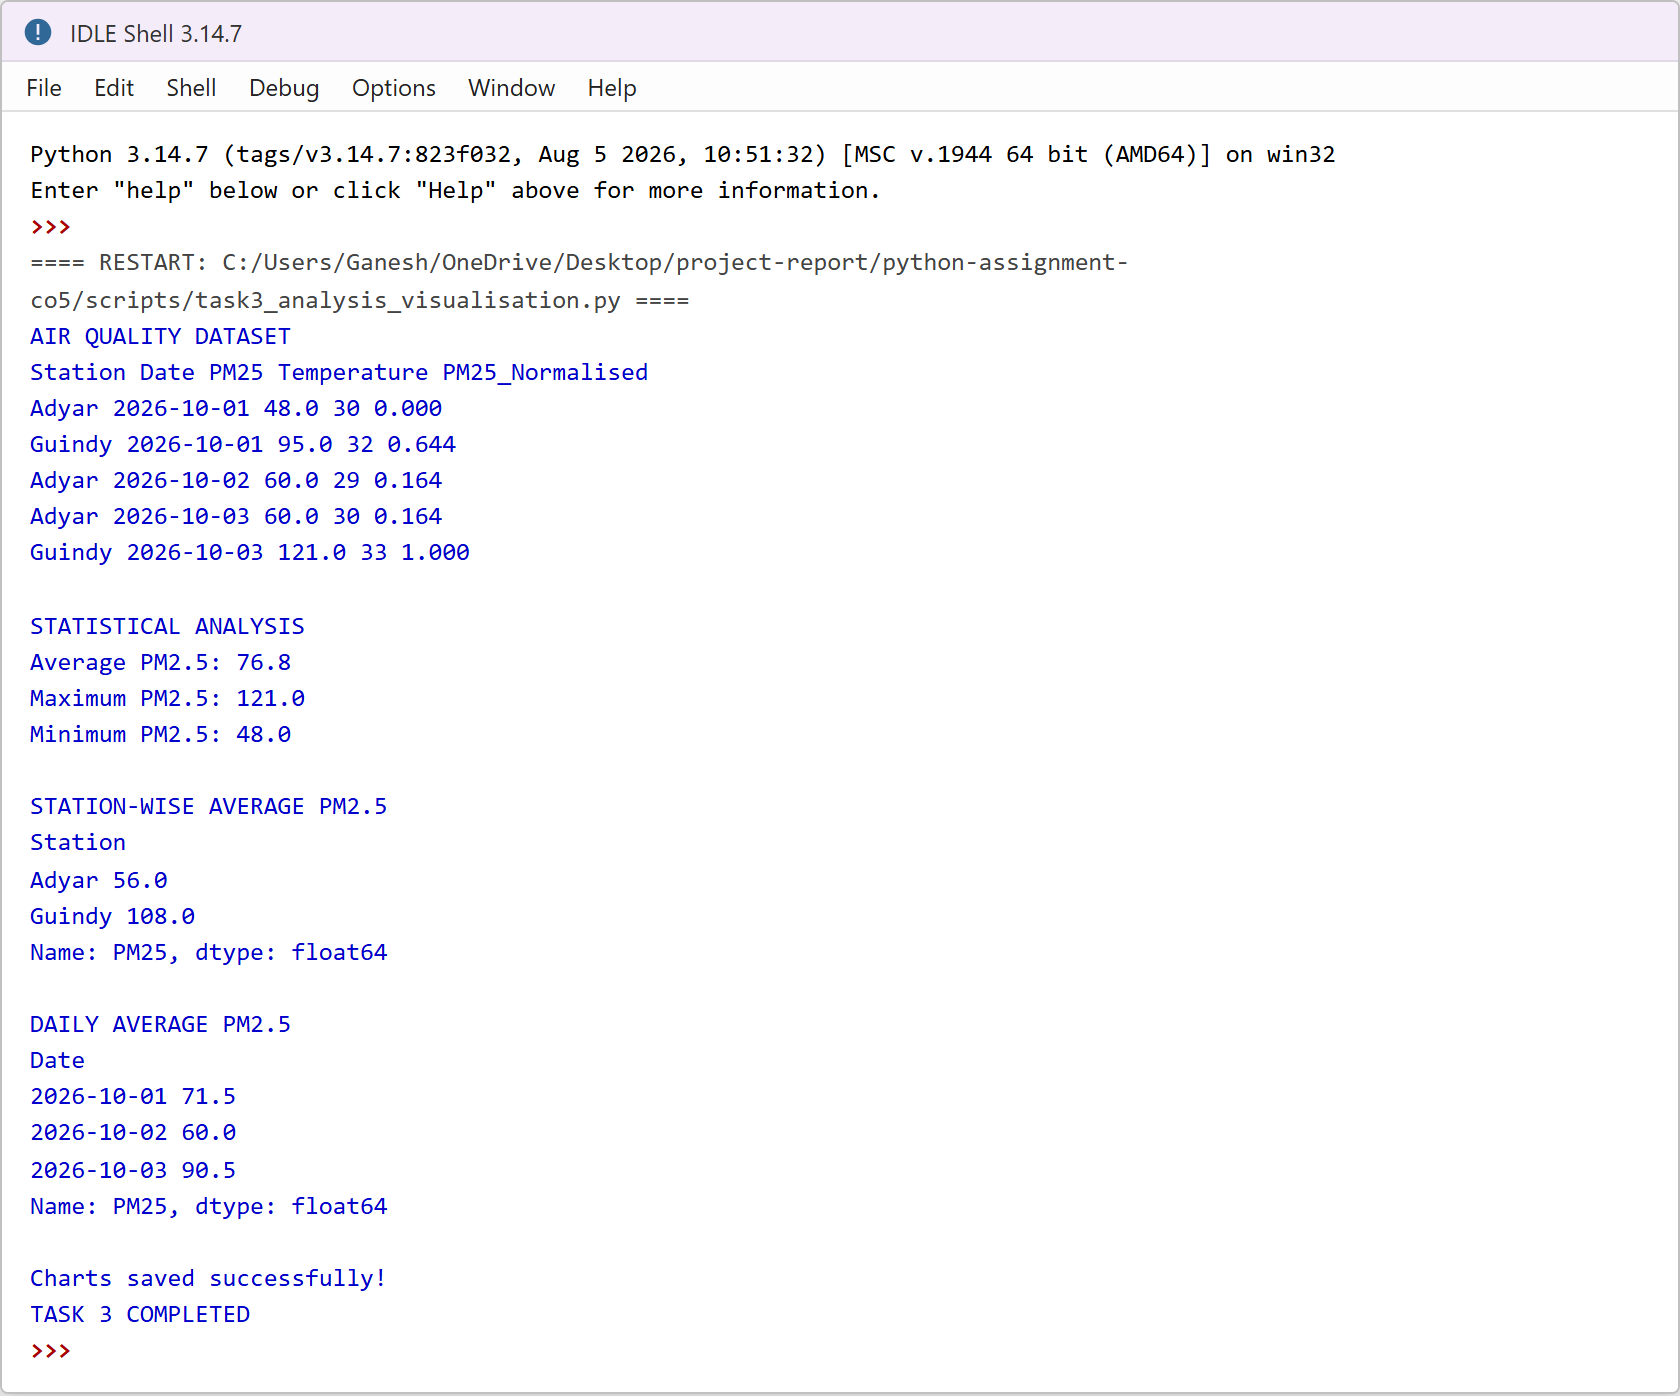 IDLE Shell 3.14.7
File Edit Shell Debug Options Window Help
Python 3.14.7 (tags/v3.14.7:823f032, Aug 5 2026, 10:51:32) [MSC v.1944 64 bit (AMD64)] on win32
Enter "help" below or click "Help" above for more information.
>>>
==== RESTART: C:/Users/Ganesh/OneDrive/Desktop/project-report/python-assignment-
co5/scripts/task3_analysis_visualisation.py ====
AIR QUALITY DATASET
Station Date PM25 Temperature PM25_Normalised
Adyar 2026-10-01 48.0 30 0.000
Guindy 2026-10-01 95.0 32 0.644
Adyar 2026-10-02 60.0 29 0.164
Adyar 2026-10-03 60.0 30 0.164
Guindy 2026-10-03 121.0 33 1.000
STATISTICAL ANALYSIS
Average PM2.5: 76.8
Maximum PM2.5: 121.0
Minimum PM2.5: 48.0
STATION-WISE AVERAGE PM2.5
Station
Adyar 56.0
Guindy 108.0
Name: PM25, dtype: float64
DAILY AVERAGE PM2.5
Date
2026-10-01 71.5
2026-10-02 60.0
2026-10-03 90.5
Name: PM25, dtype: float64
Charts saved successfully!
TASK 3 COMPLETED
>>>